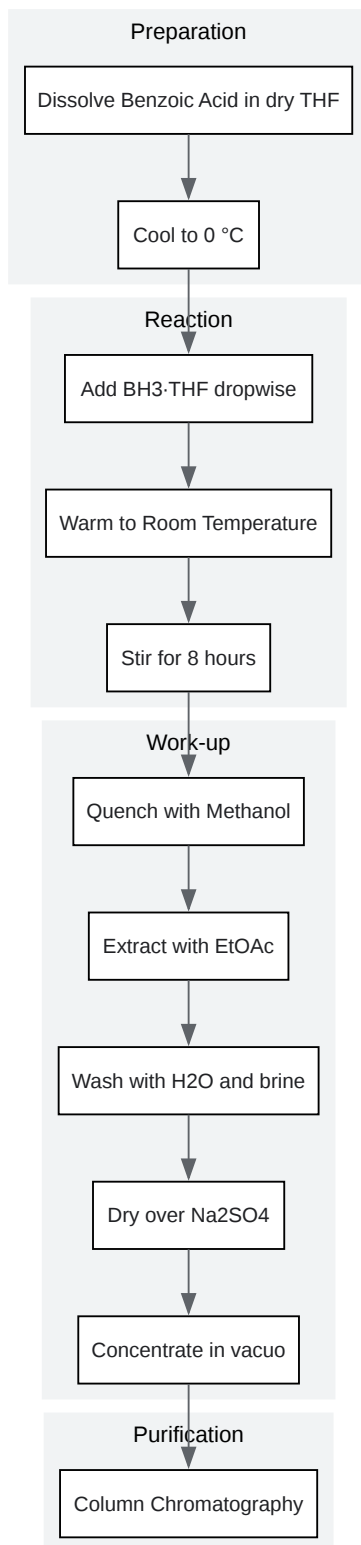 Preparation
Dissolve Benzoic Acid in dry THF
Cool to 0 °C
Reaction
Add BH3·THF dropwise
Warm to Room Temperature
Stir for 8 hours
Work-up
Quench with Methanol
Extract with EtOAc
Wash with H2O and brine
Dry over Na2SO4
Concentrate in vacuo
Purification
Column Chromatography